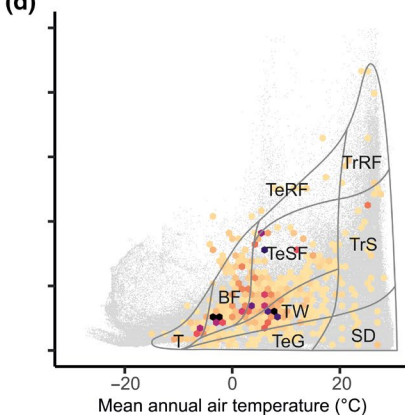 (d)
TrRF
TeRF
TrS
TeSF
BF
TW
T
TeG
SD
−20 0 20
Mean annual air temperature (°C)